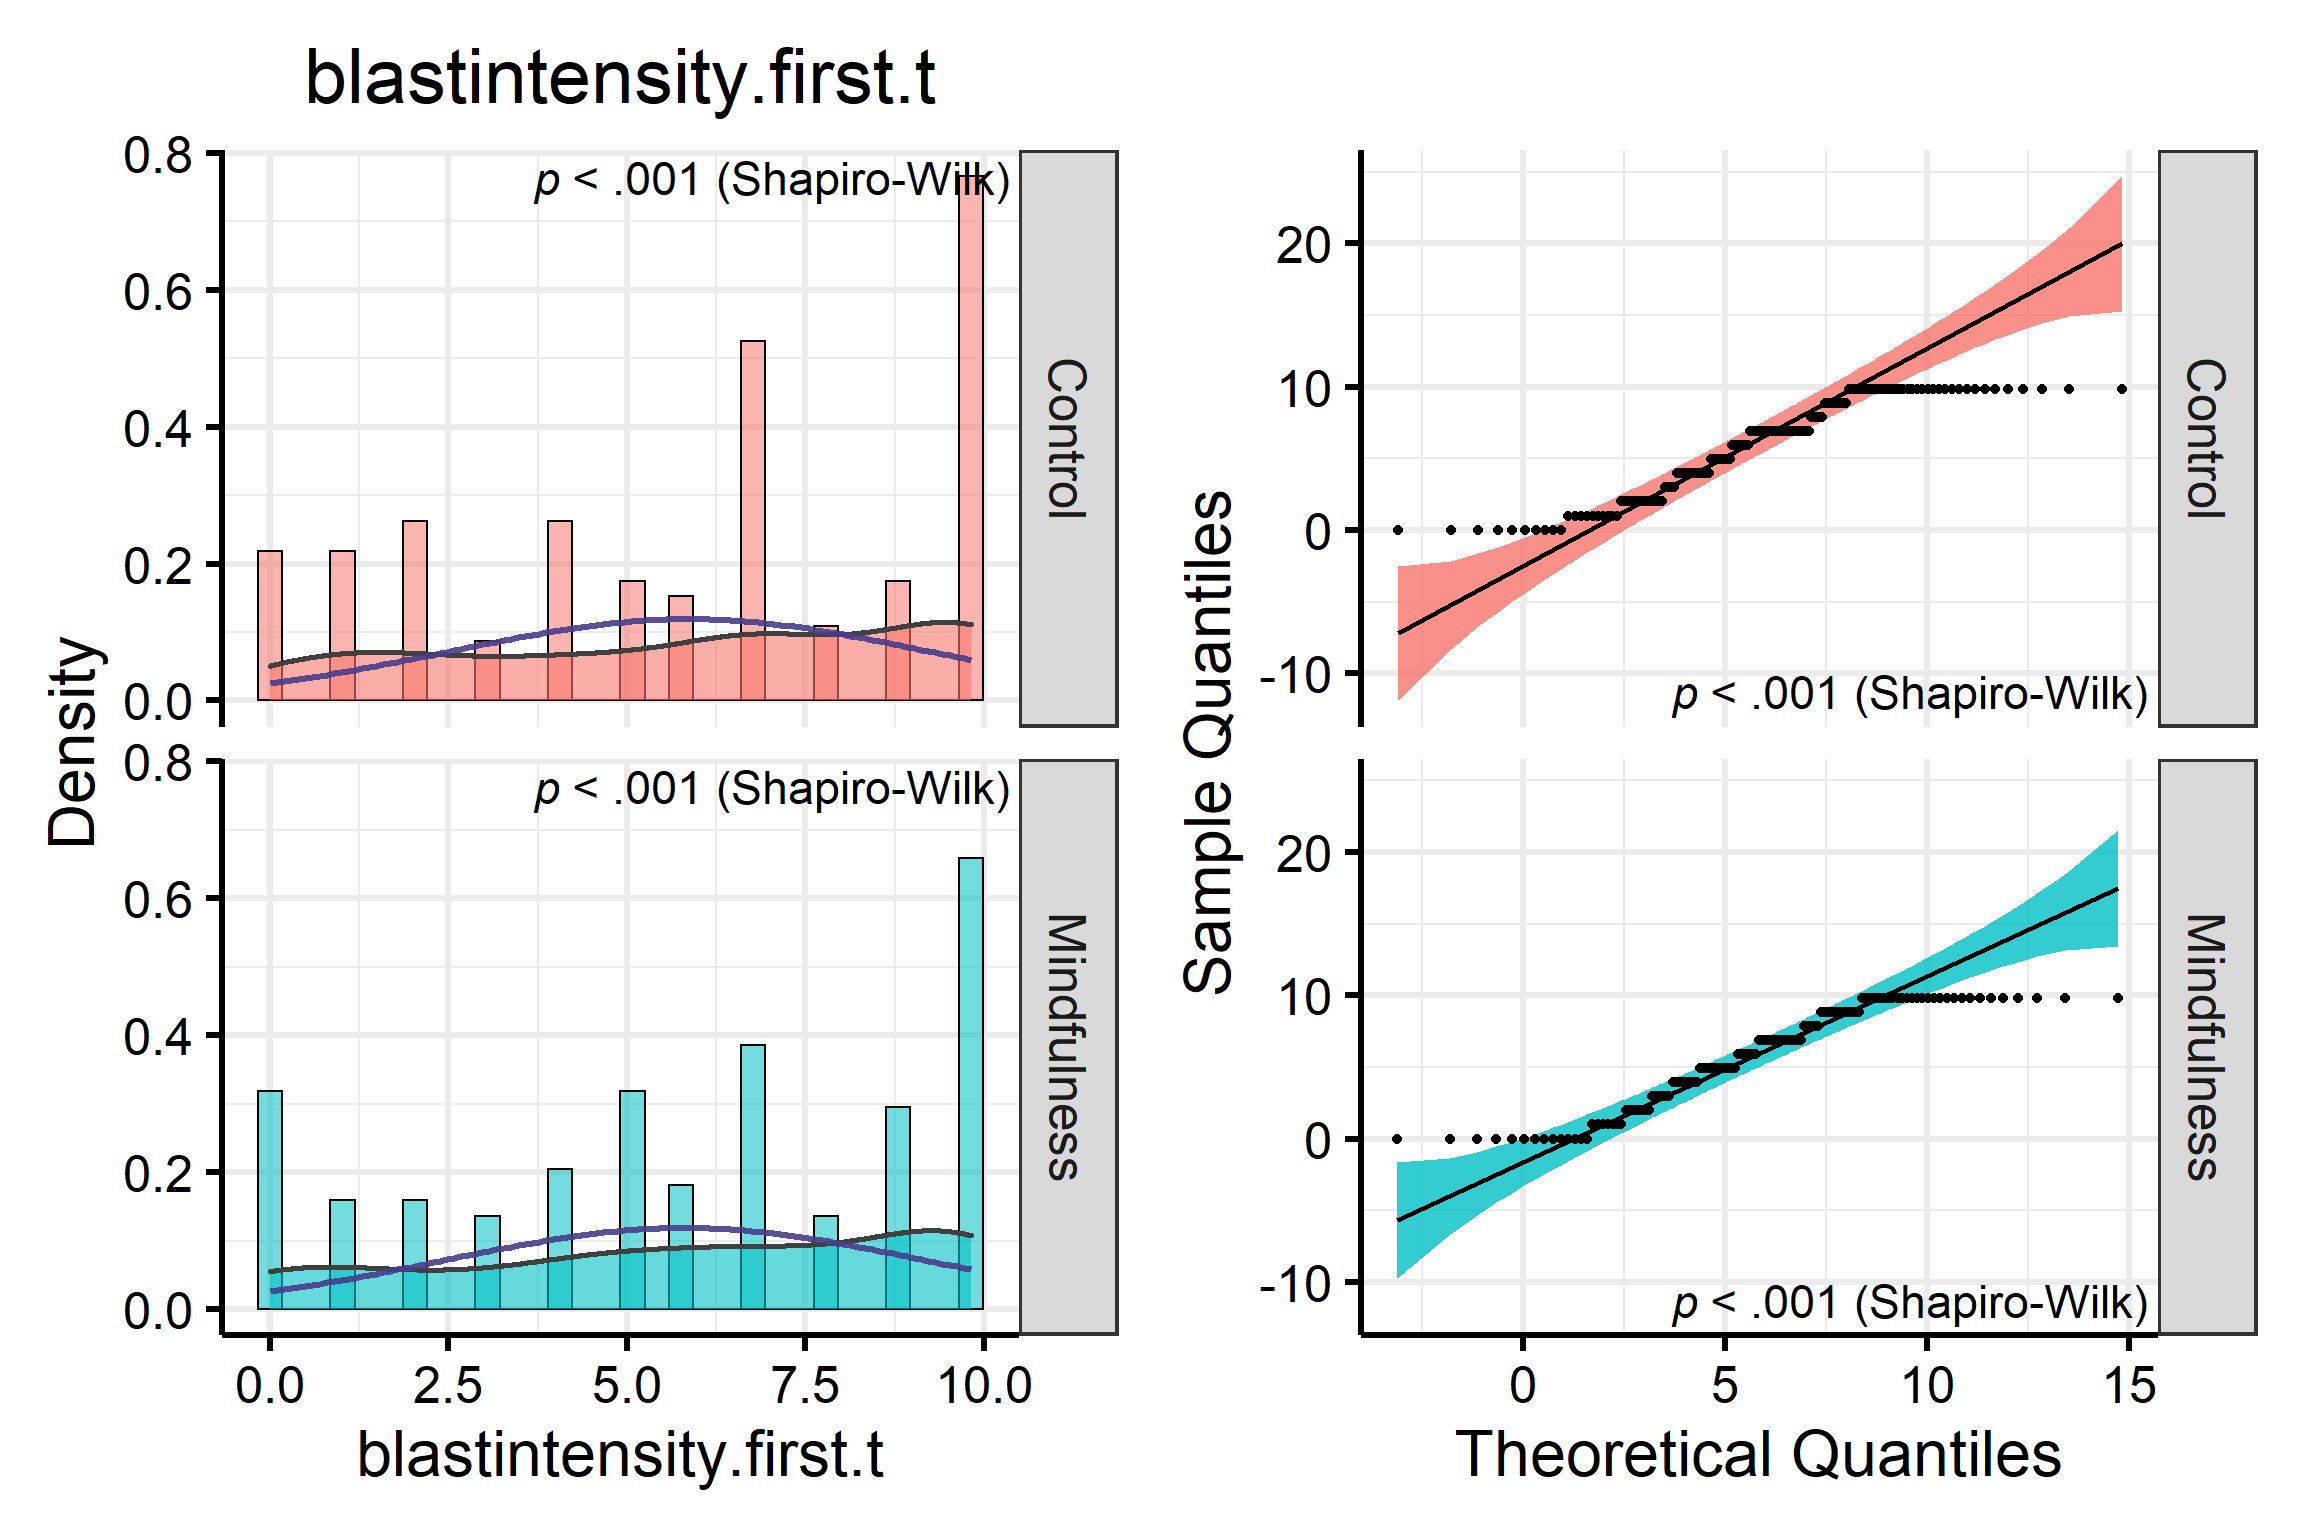 blastintensity.first.t
Density
0.8
0.6
0.4
0.2
0.0
p < .001 (Shapiro-Wilk)
Control
0.8
0.6
0.4
0.2
0.0
p < .001 (Shapiro-Wilk)
Mindfulness
0.0 2.5 5.0 7.5 10.0
blastintensity.first.t
Sample Quantiles
20
10
0
-10
p < .001 (Shapiro-Wilk)
Control
20
10
0
-10
p < .001 (Shapiro-Wilk)
Mindfulness
0 5 10 15
Theoretical Quantiles